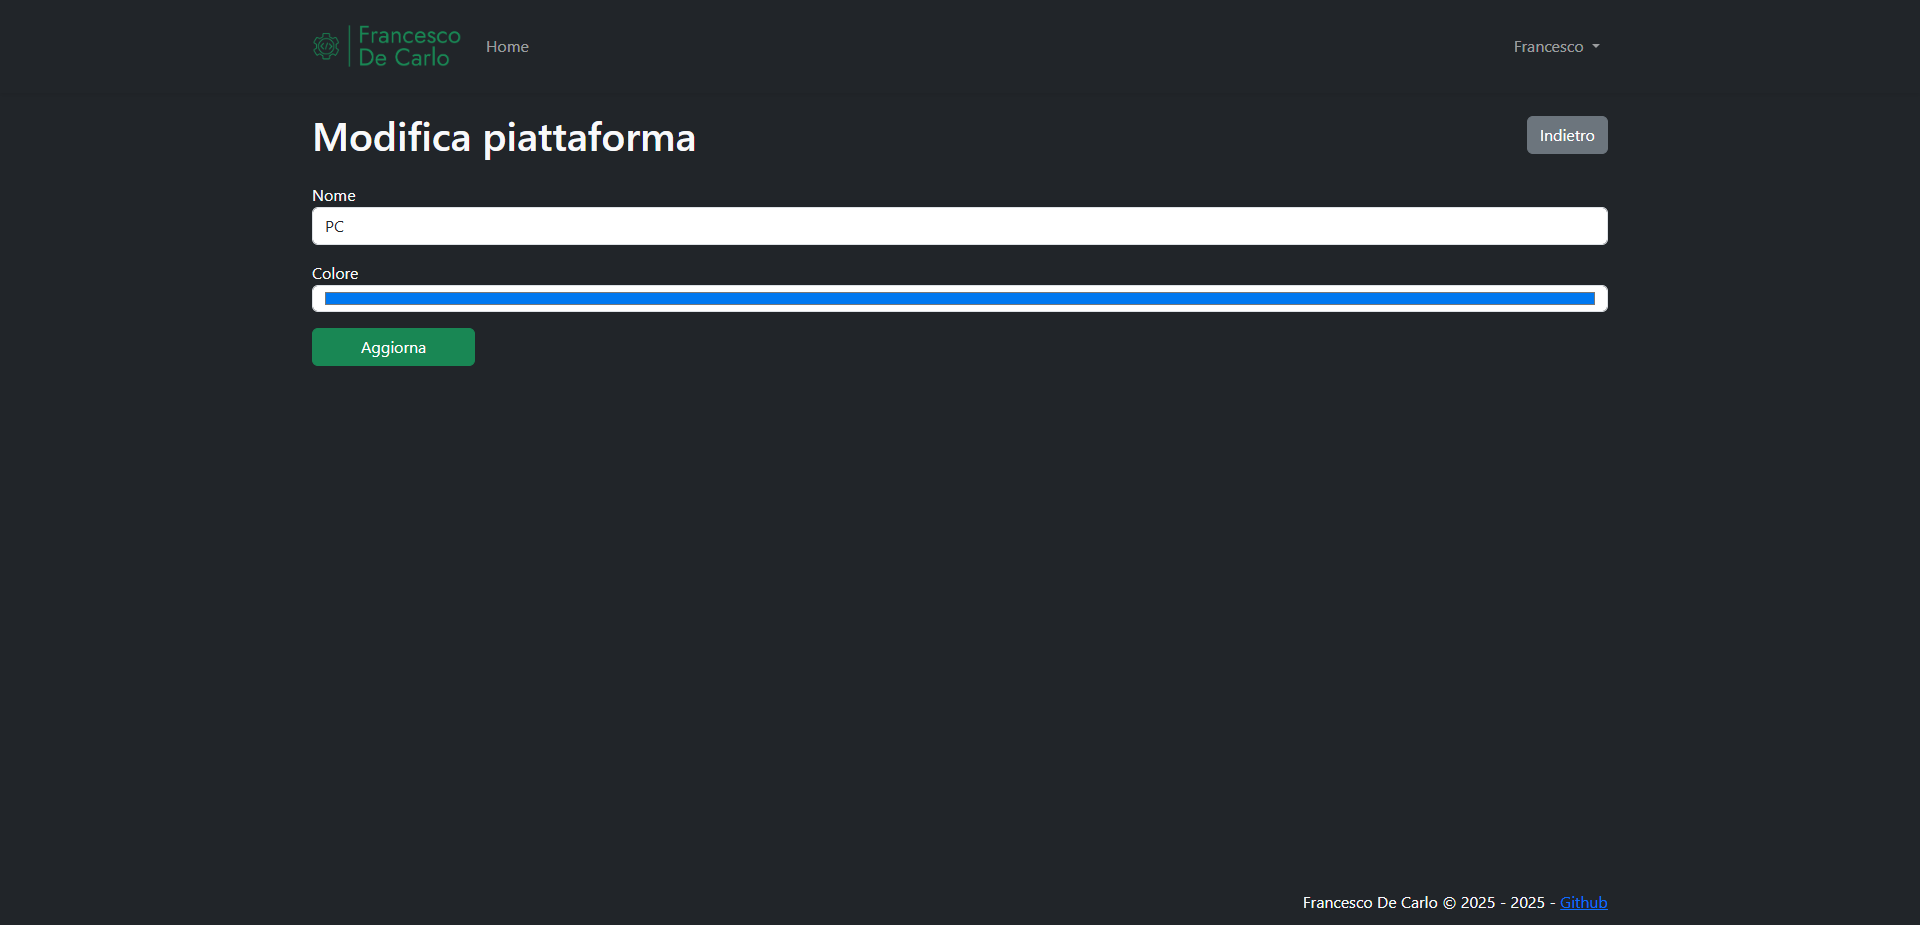 Francesco
De Carlo
Home
Francesco
Modifica piattaforma
Indietro
Nome
PC
Colore
Aggiorna
Francesco De Carlo © 2025 - 2025 - Github